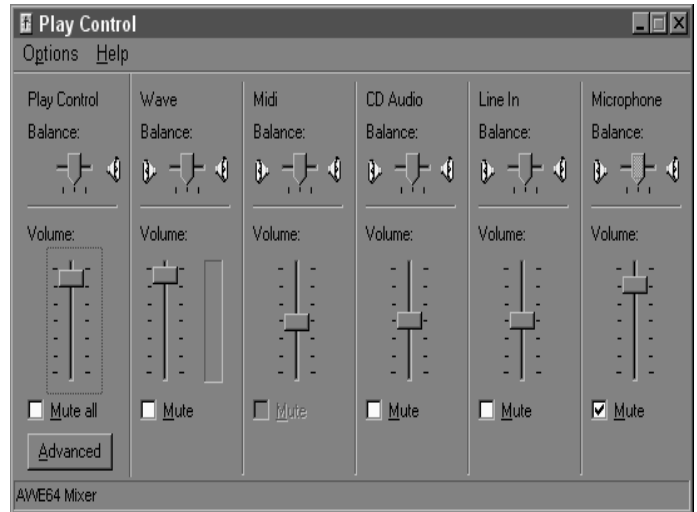 Play Control
Options Help
Play Control Wave Midi CD Audio Line In Microphone
Balance: Balance: Balance: Balance: Balance: Balance:
Volume: Volume: Volume: Volume: Volume: Volume:
Mute all Mute Mute Mute Mute Mute
Advanced
AWE64 Mixer